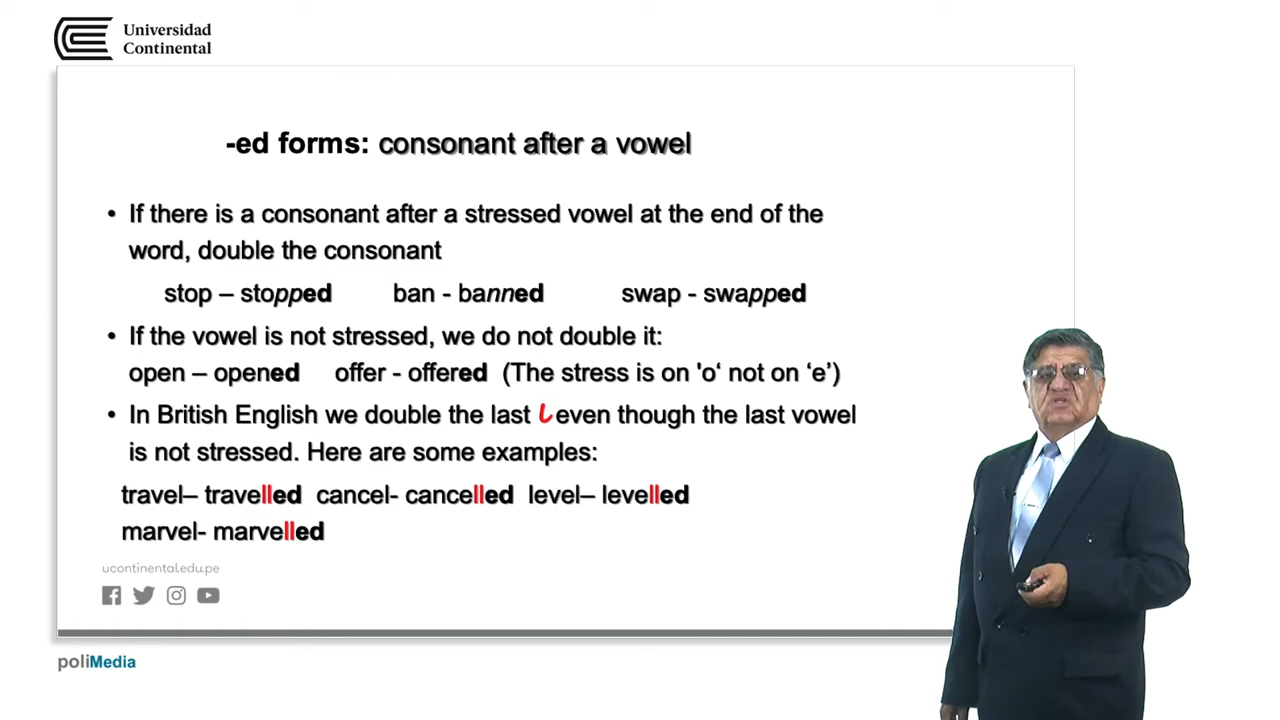 Universidad
Continental
-ed forms: consonant after a vowel
• If there is a consonant after a stressed vowel at the end of the
word, double the consonant
stop – stopped ban - banned swap - swapped
• If the vowel is not stressed, we do not double it:
open – opened offer - offered (The stress is on 'o‘ not on ‘e’)
• In British English we double the last l even though the last vowel
is not stressed. Here are some examples:
travel– travelled cancel- cancelled level– levelled
marvel- marvelled
ucontinental.edu.pe
poliMedia